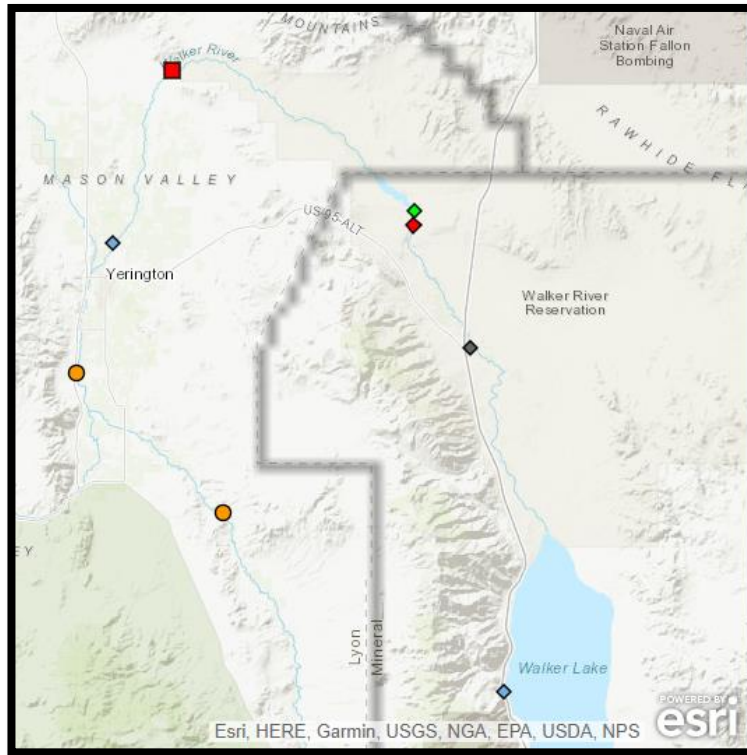 MOUNTAINS
Naval Air
Station Fallon
Bombing
Walker River
RAWHIDE FL
MASON VALLEY
US-95-ALT
Yerington
Walker River
Reservation
EY
Lyon
Mineral
Walker Lake
POWERED BY
esri
Esri, HERE, Garmin, USGS, NGA, EPA, USDA, NPS